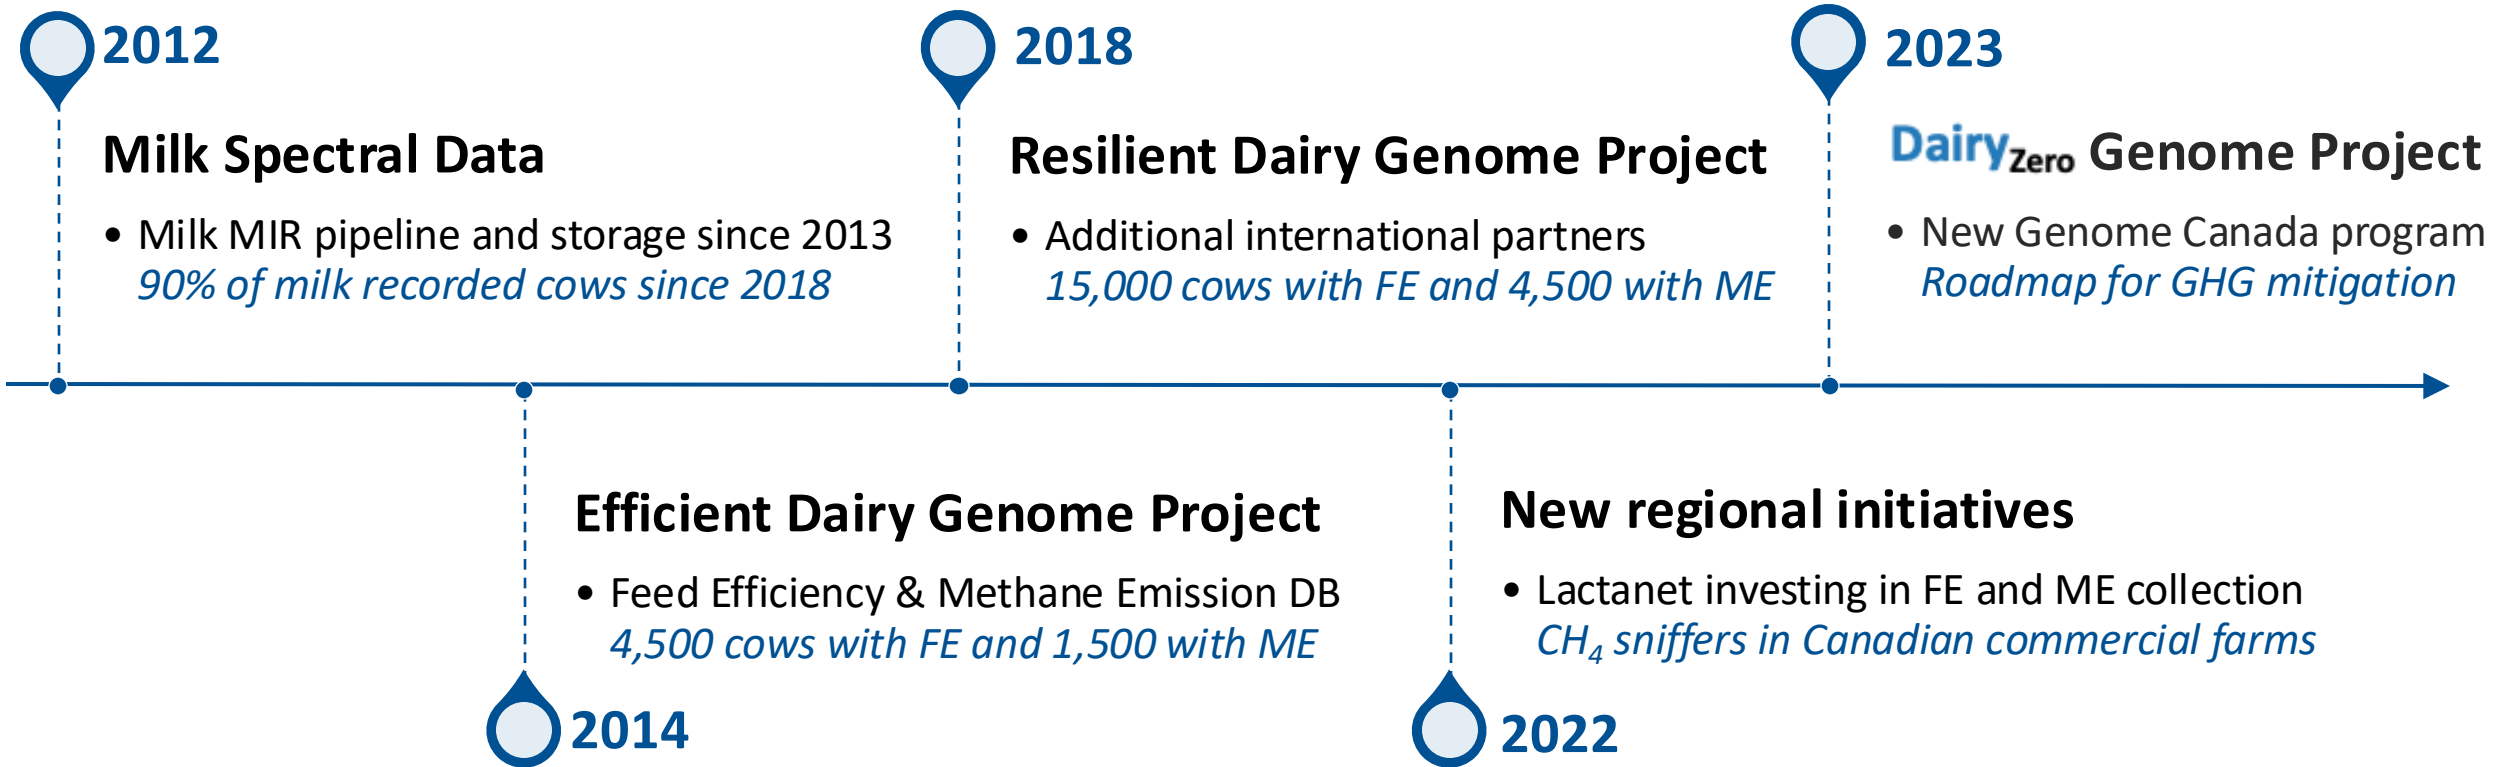 2012
Milk Spectral Data
• Milk MIR pipeline and storage since 2013
90% of milk recorded cows since 2018
2014
Efficient Dairy Genome Project
• Feed Efficiency & Methane Emission DB
4,500 cows with FE and 1,500 with ME
2018
Resilient Dairy Genome Project
• Additional international partners
15,000 cows with FE and 4,500 with ME
2022
New regional initiatives
• Lactanet investing in FE and ME collection
CH₄ sniffers in Canadian commercial farms
2023
DairyZero Genome Project
• New Genome Canada program
Roadmap for GHG mitigation